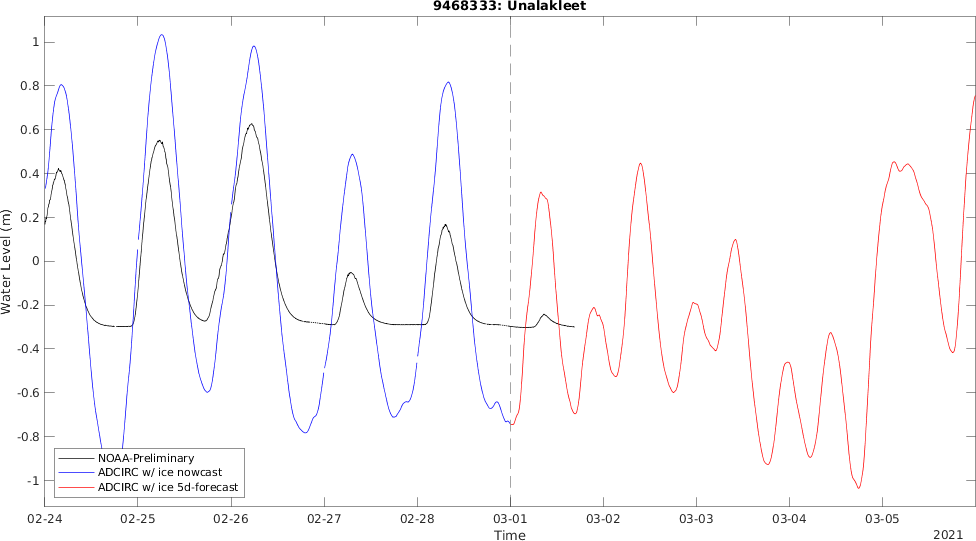 9468333: Unalakleet
Water Level (m)
1
0.8
0.6
0.4
0.2
0
-0.2
-0.4
-0.6
-0.8
-1
NOAA-Preliminary
ADCIRC w/ ice nowcast
ADCIRC w/ ice 5d-forecast
02-24 02-25 02-26 02-27 02-28 03-01 03-02 03-03 03-04 03-05
Time
2021